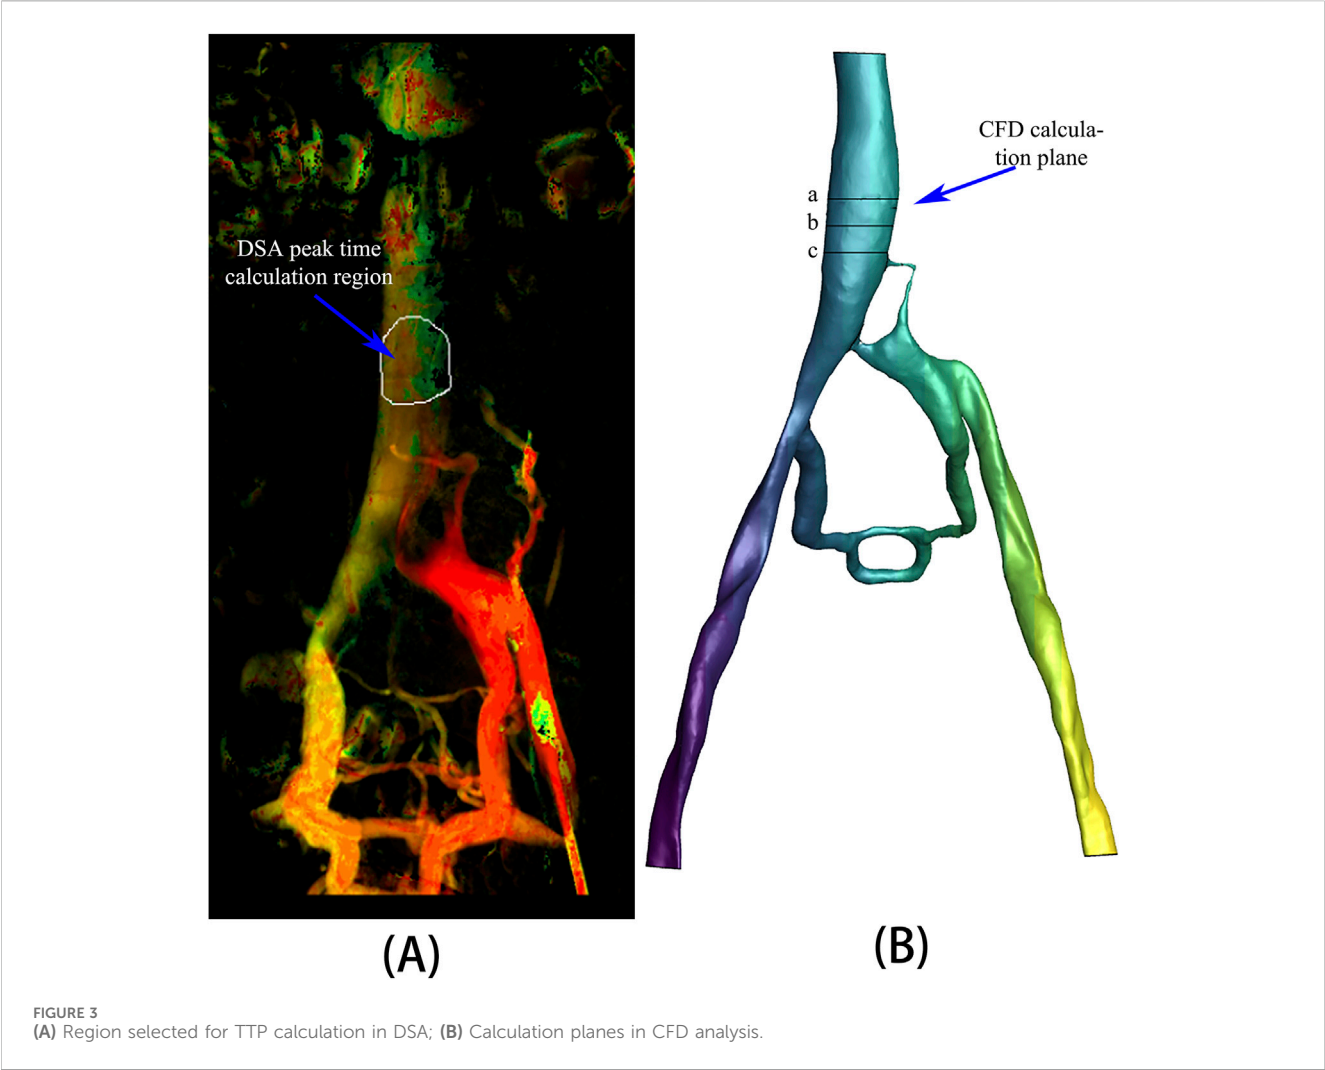 DSA peak time
calculation region
CFD calcula-
tion plane
a
b
c
(A)
(B)
FIGURE 3
(A) Region selected for TTP calculation in DSA; (B) Calculation planes in CFD analysis.